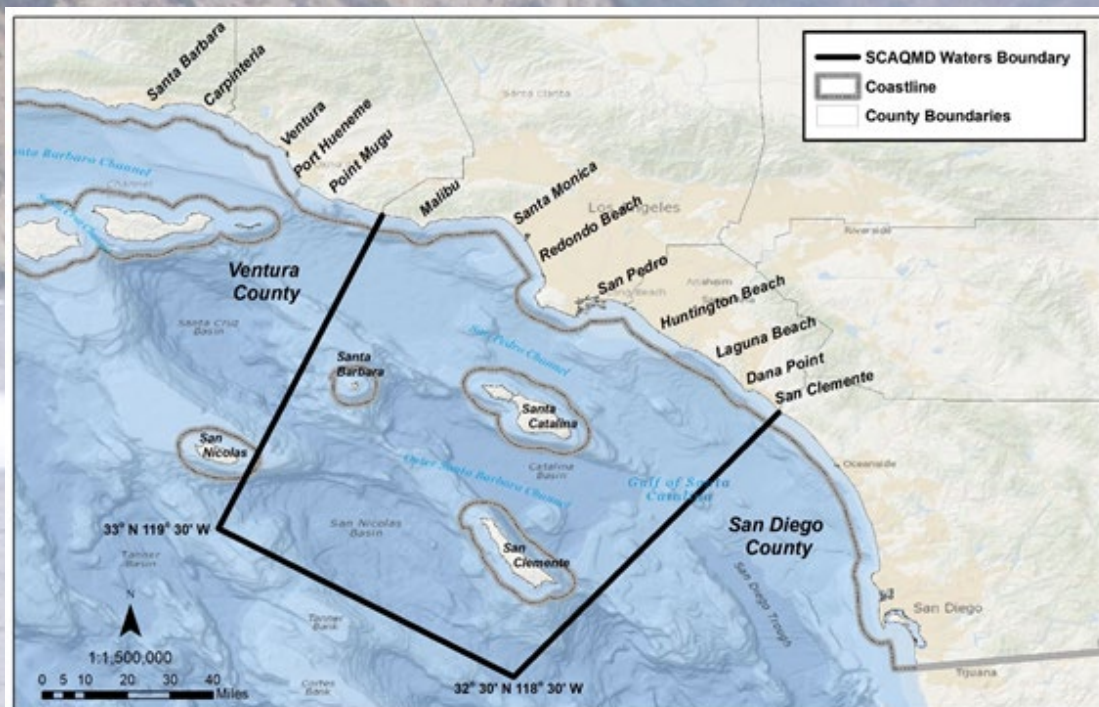 SCAQMD Waters Boundary
Coastline
County Boundaries
Santa Barbara
Carpinteria
Ventura
Port Hueneme
Point Mugu
Malibu
Santa Monica
Redondo Beach
San Pedro
Huntington Beach
Laguna Beach
Dana Point
San Clemente
Santa Clarita
Los Angeles
Riverside
Anaheim
Oceanside
San Diego
Tijuana
Barbara Channel
Channel
Ventura
County
Santa Cruz
Basin
San Pedro Channel
Santa
Barbara
Santa
Catalina
San
Nicolas
Outer Santa Barbara Channel
Catalina
Basin
Gulf of Santa
Catalina
San Diego
County
San Nicolas
Basin
San
Clemente
San Diego Trough
33° N 119° 30' W
Tanner
Basin
Tanner
Bank
Cortes
Bank
32° 30' N 118° 30' W
N
1:1,500,000
0 5 10 20 30 40
Miles